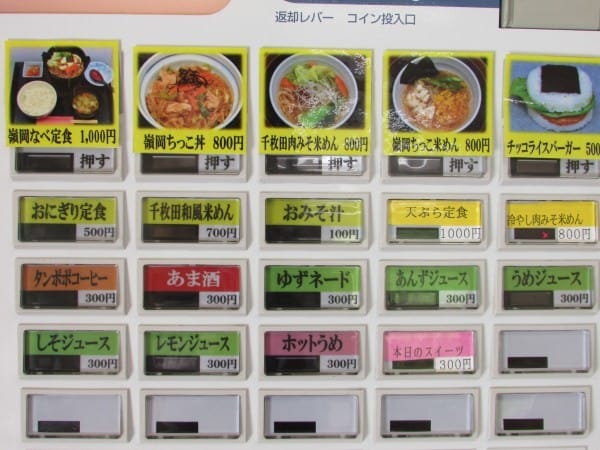 返却レバー コイン投入口
嶺岡なべ定食 1,000円
嶺岡ちっこ丼 800円
千枚田肉みそ米めん 800円
嶺岡ちっこ米めん 800円
チッコライスバーガー 500
押す
押す
押す
押す
押す
おにぎり定食
500円
千枚田和風米めん
700円
おみそ汁
100円
天ぷら定食
1000円
冷やし肉みそ米めん
800円
タンポポコーヒー
300円
あま酒
300円
ゆずネード
300円
あんずジュース
300円
うめジュース
300円
しそジュース
300円
レモンジュース
300円
ホットうめ
300円
本日のスイーツ
300円